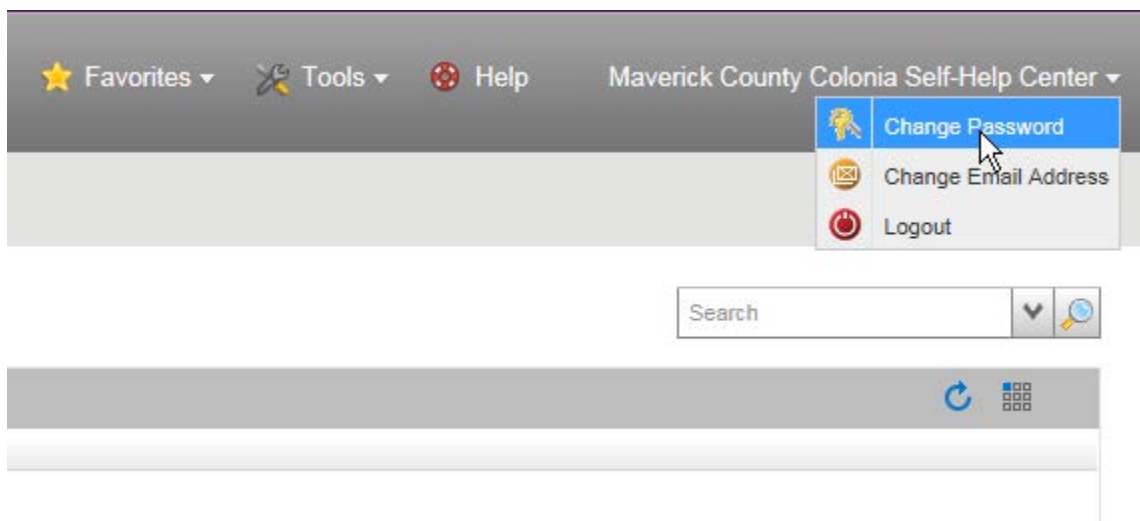 Favorites Tools Help Maverick County Colonia Self-Help Center
Change Password
Change Email Address
Logout
Search